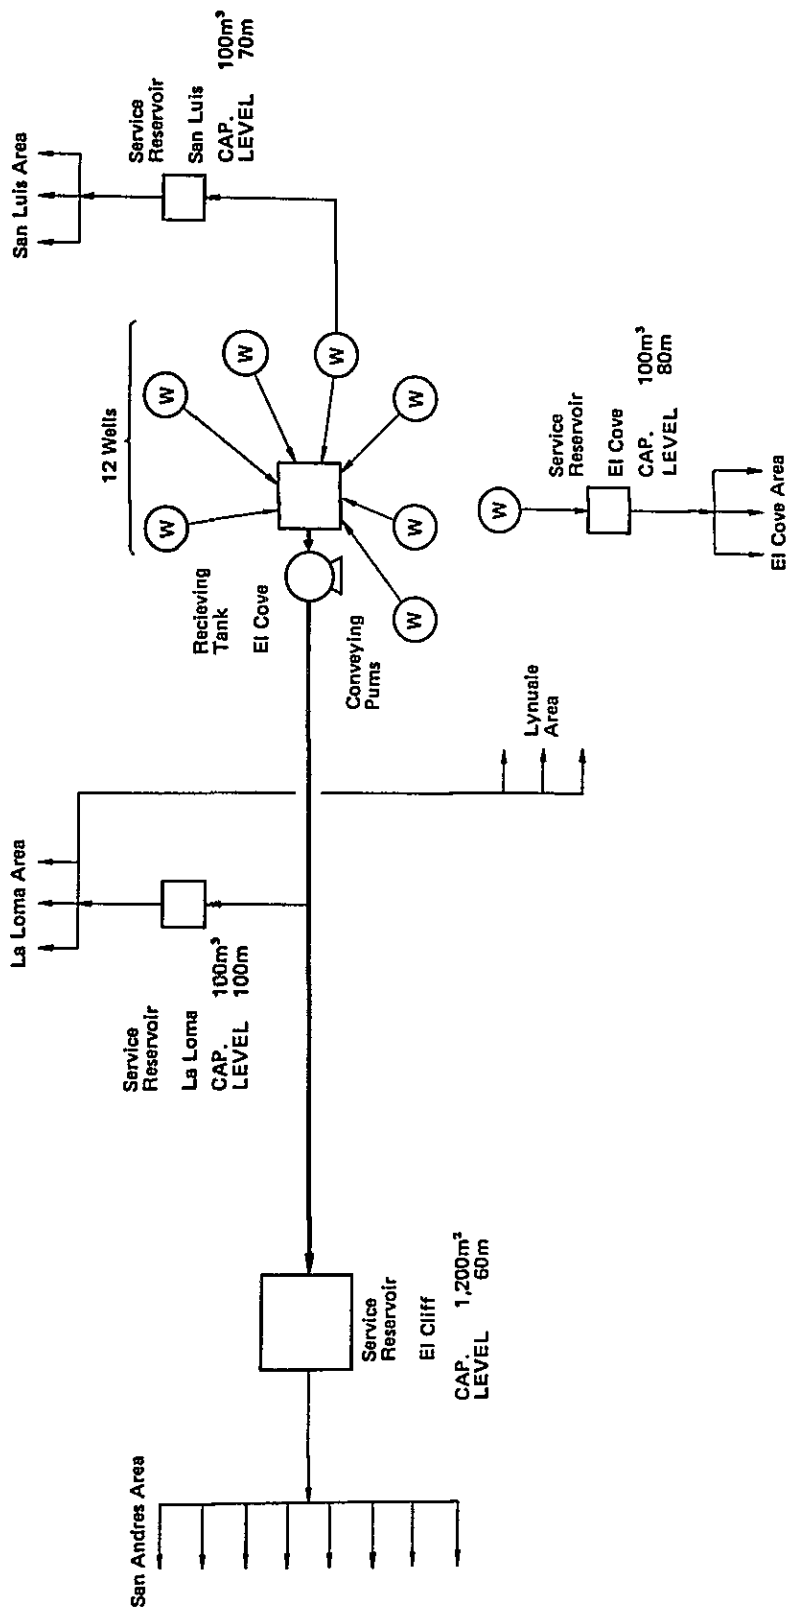 San Andres Area
Service
Reservoir
El Cliff
CAP. 1,200m²
LEVEL 60m
La Loma Area
Service
Reservoir
La Loma
CAP. 100m³
LEVEL 100m
Lynuale
Area
Recieving
Tank
El Cove
Conveying
Pums
12 Wells
W
W
W
W
W
W
W
San Luis Area
Service
Reservoir
San Luis
CAP. 100m³
LEVEL 70m
W
Service
Reservoir
El Cove
CAP. 100m³
LEVEL 80m
El Cove Area